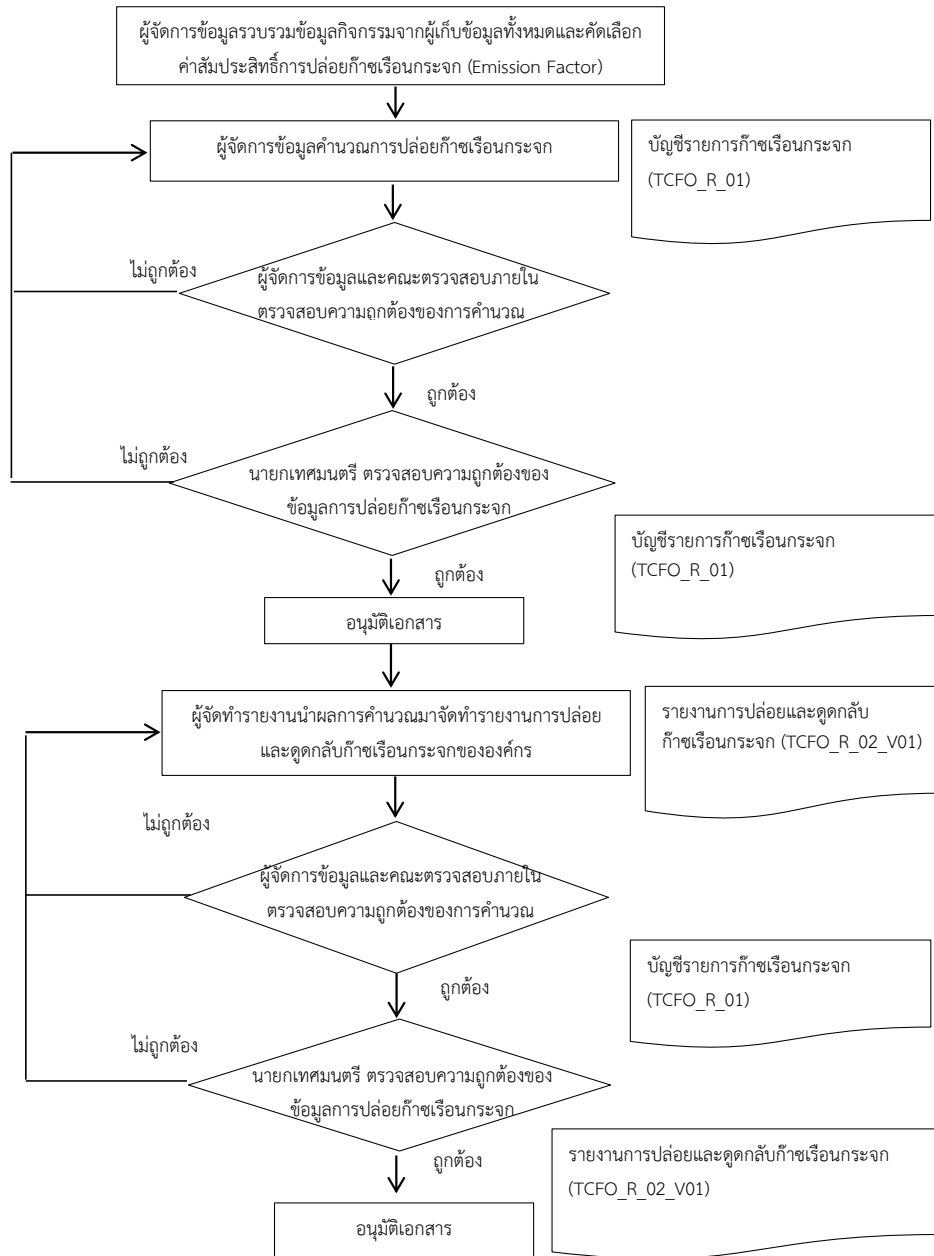 ผู้จัดการข้อมูลรวบรวมข้อมูลกิจกรรมจากผู้เก็บข้อมูลทั้งหมดและคัดเลือก
ค่าสัมประสิทธิ์การปล่อยก๊าซเรือนกระจก (Emission Factor)
ผู้จัดการข้อมูลคำนวณการปล่อยก๊าซเรือนกระจก
บัญชีรายการก๊าซเรือนกระจก
(TCFO_R_01)
ไม่ถูกต้อง
ผู้จัดการข้อมูลและคณะตรวจสอบภายใน
ตรวจสอบความถูกต้องของการคำนวณ
ถูกต้อง
ไม่ถูกต้อง
นายกเทศมนตรี ตรวจสอบความถูกต้องของ
ข้อมูลการปล่อยก๊าซเรือนกระจก
บัญชีรายการก๊าซเรือนกระจก
(TCFO_R_01)
ถูกต้อง
อนุมัติเอกสาร
ผู้จัดทำรายงานนำผลการคำนวณมาจัดทำรายงานการปล่อย
และดูดกลับก๊าซเรือนกระจกขององค์กร
รายงานการปล่อยและดูดกลับ
ก๊าซเรือนกระจก (TCFO_R_02_V01)
ไม่ถูกต้อง
ผู้จัดการข้อมูลและคณะตรวจสอบภายใน
ตรวจสอบความถูกต้องของการคำนวณ
บัญชีรายการก๊าซเรือนกระจก
(TCFO_R_01)
ถูกต้อง
ไม่ถูกต้อง
นายกเทศมนตรี ตรวจสอบความถูกต้องของ
ข้อมูลการปล่อยก๊าซเรือนกระจก
ถูกต้อง
รายงานการปล่อยและดูดกลับก๊าซเรือนกระจก
(TCFO_R_02_V01)
อนุมัติเอกสาร